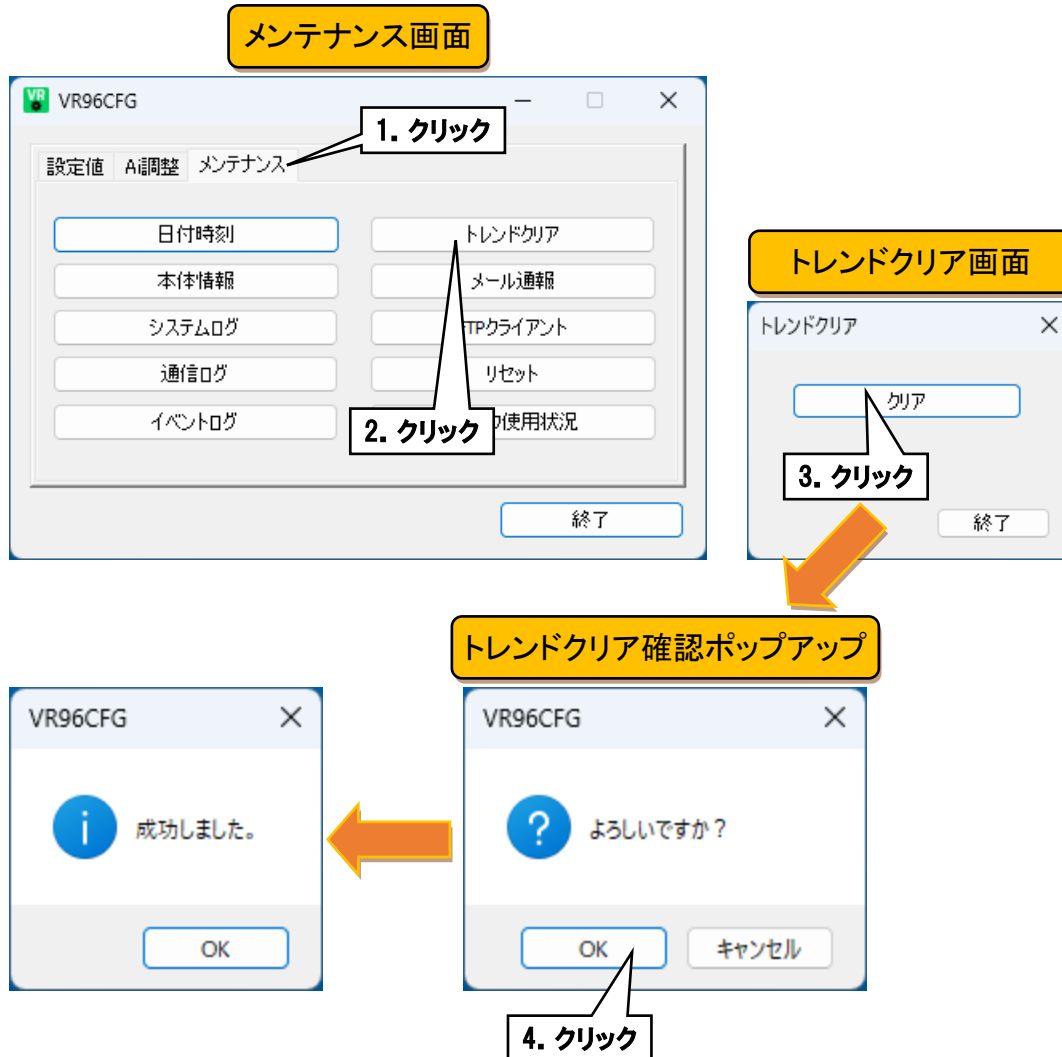 メンテナンス画面
VR96CFG
1. クリック
設定値 Ai調整 メンテナンス
日付時刻 トレンドクリア
本体情報 メール通報
システムログ TPクライアント
通信ログ リセット
イベントログ 使用状況
2. クリック
終了
トレンドクリア画面
トレンドクリア
クリア
3. クリック
終了
トレンドクリア確認ポップアップ
VR96CFG
成功しました。
OK
VR96CFG
よろしいですか？
OK キャンセル
4. クリック